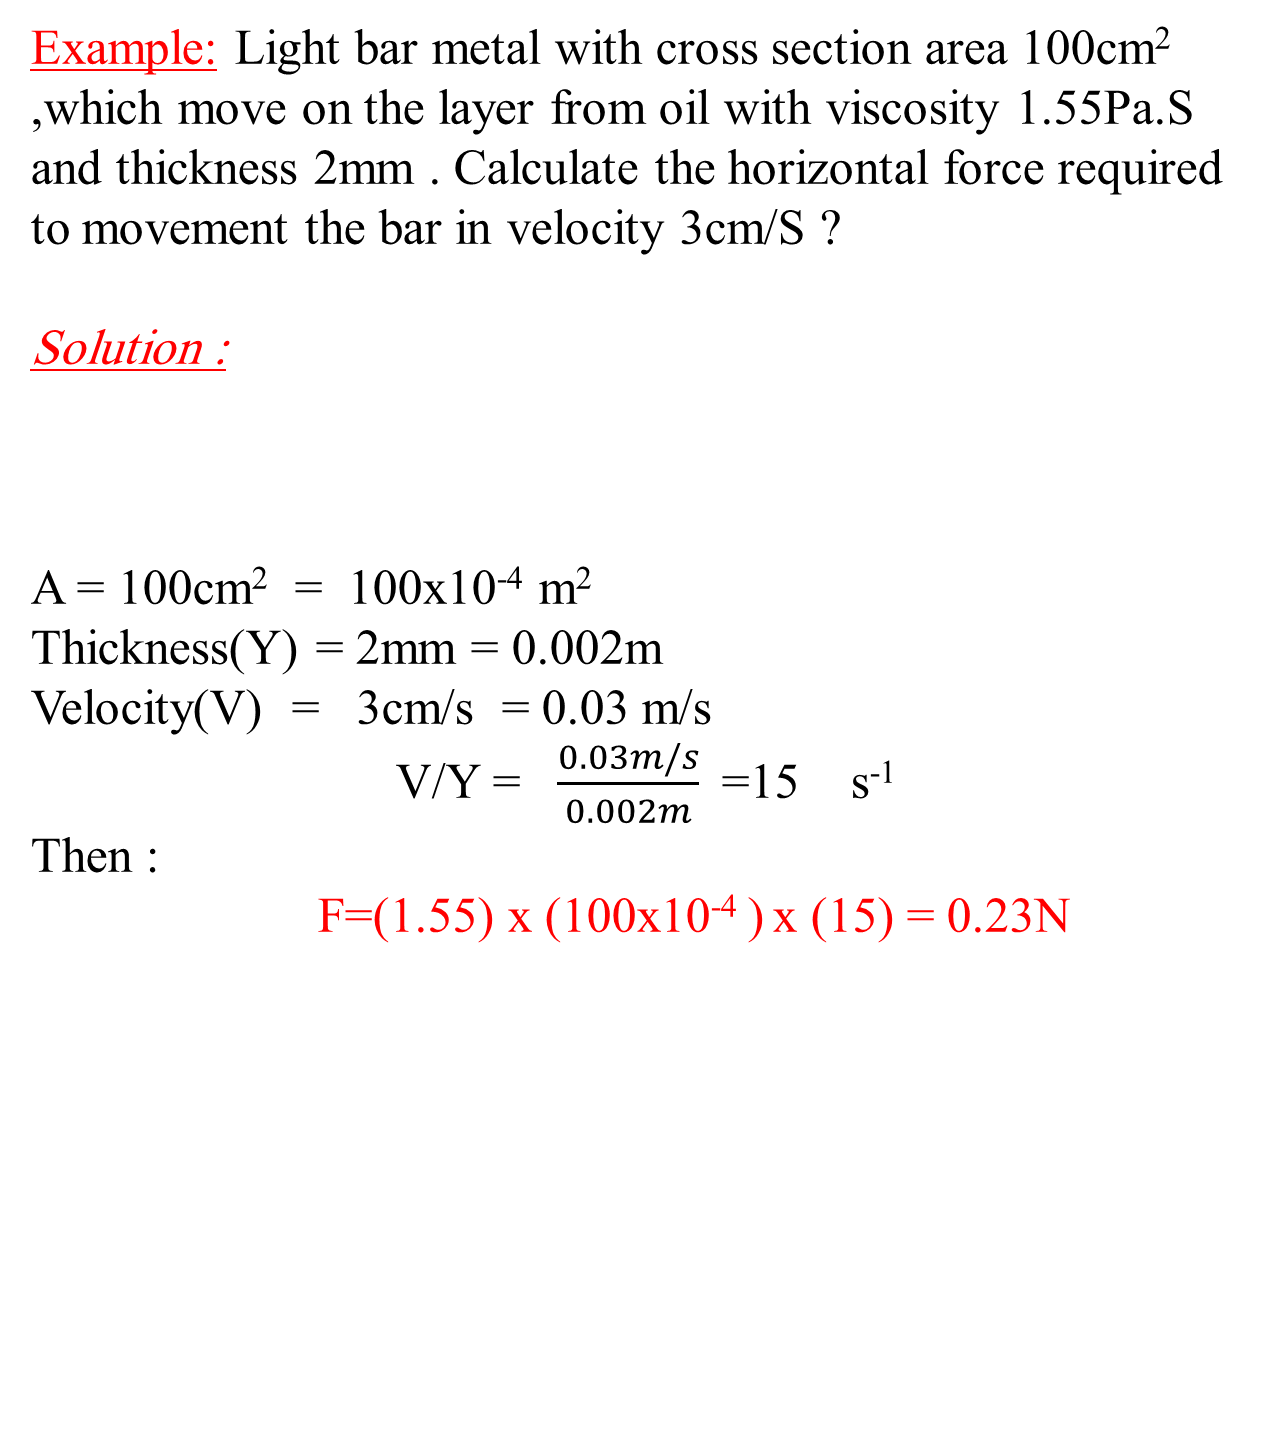 Example: Light bar metal with cross section area 100cm²
,which move on the layer from oil with viscosity 1.55Pa.S
and thickness 2mm . Calculate the horizontal force required
to movement the bar in velocity 3cm/S ?
Solution :
A = 100cm² = 100x10⁻⁴ m²
Thickness(Y) = 2mm = 0.002m
Velocity(V) = 3cm/s = 0.03 m/s
V/Y = 0.03m/s / 0.002m =15 s⁻¹
Then :
F=(1.55) x (100x10⁻⁴ ) x (15) = 0.23N